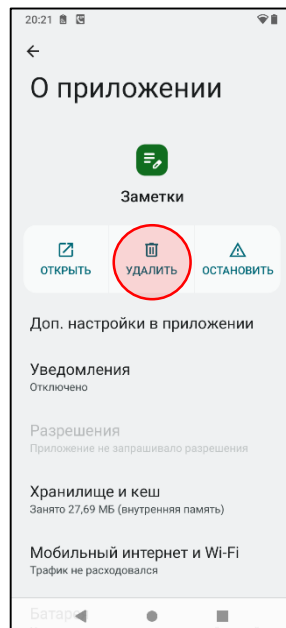 20:21
О приложении
Заметки
ОТКРЫТЬ УДАЛИТЬ ОСТАНОВИТЬ
Доп. настройки в приложении
Уведомления
Отключено
Разрешения
Приложение не запрашивало разрешения
Хранилище и кеш
Занято 27,69 МБ (внутренняя память)
Мобильный интернет и Wi-Fi
Трафик не расходовался